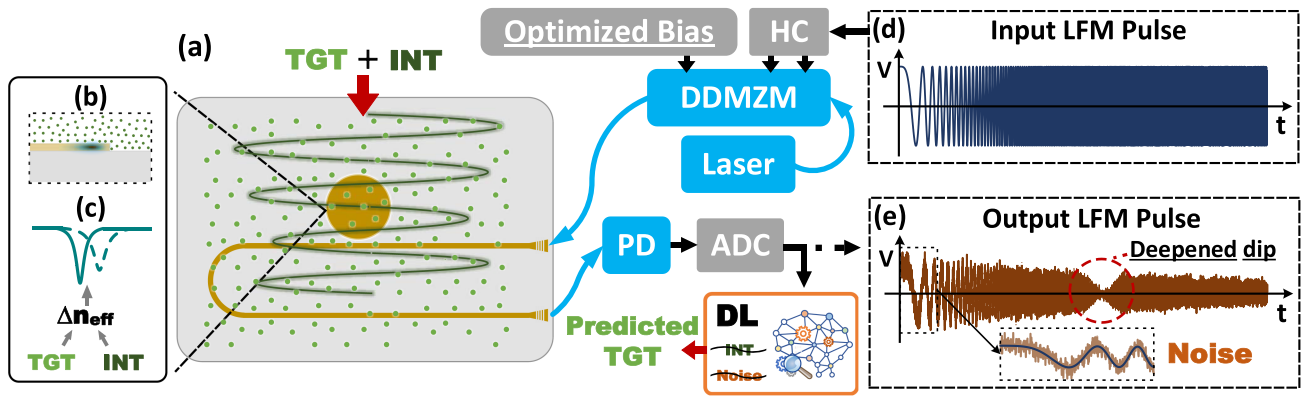 (a)
TGT + INT
(b)
(c)
Δn_eff
TGT INT
Optimized Bias
HC
DDMZM
Laser
PD
ADC
DL
INT
Noise
Predicted
TGT
(d)
Input LFM Pulse
V
t
(e)
Output LFM Pulse
V
Deepened dip
t
Noise